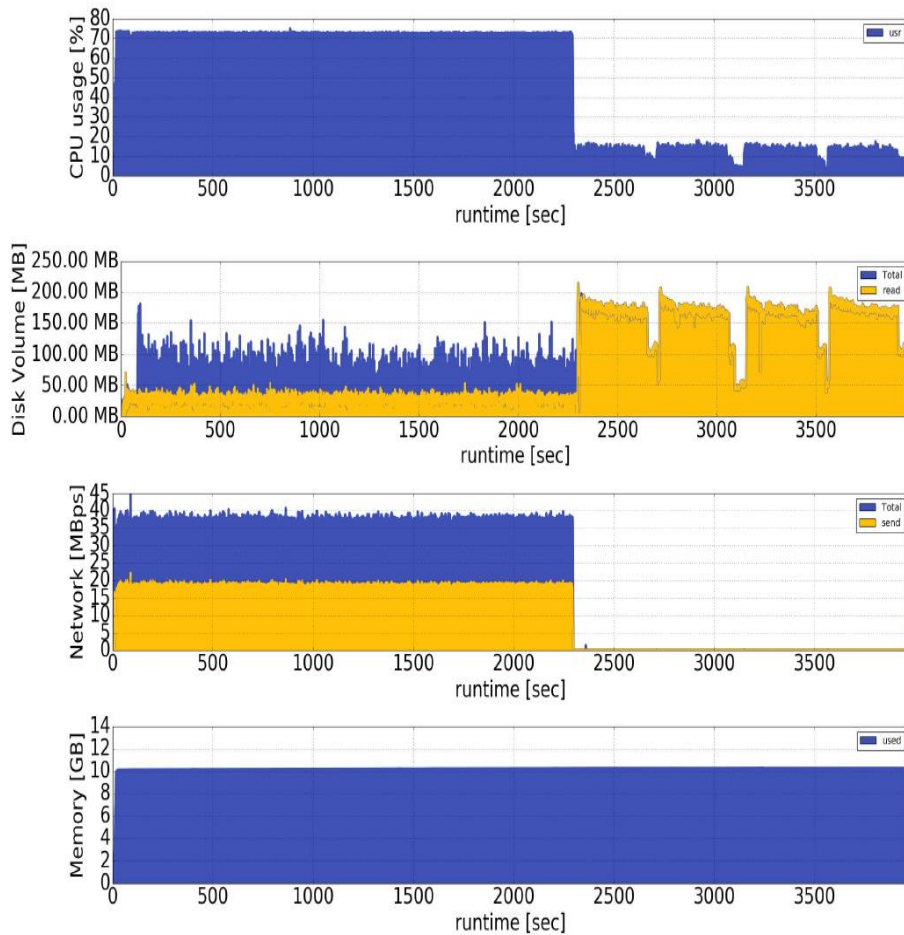 CPU usage [%]
80
70
60
50
40
30
20
10
0
usr
0 500 1000 1500 2000 2500 3000 3500
runtime [sec]
Disk Volume [MB]
250.00 MB
200.00 MB
150.00 MB
100.00 MB
50.00 MB
0.00 MB
Total
read
0 500 1000 1500 2000 2500 3000 3500
runtime [sec]
Network [MBps]
45
40
35
30
25
20
15
10
5
0
Total
send
0 500 1000 1500 2000 2500 3000 3500
runtime [sec]
Memory [GB]
14
12
10
8
6
4
2
0
used
0 500 1000 1500 2000 2500 3000 3500
runtime [sec]